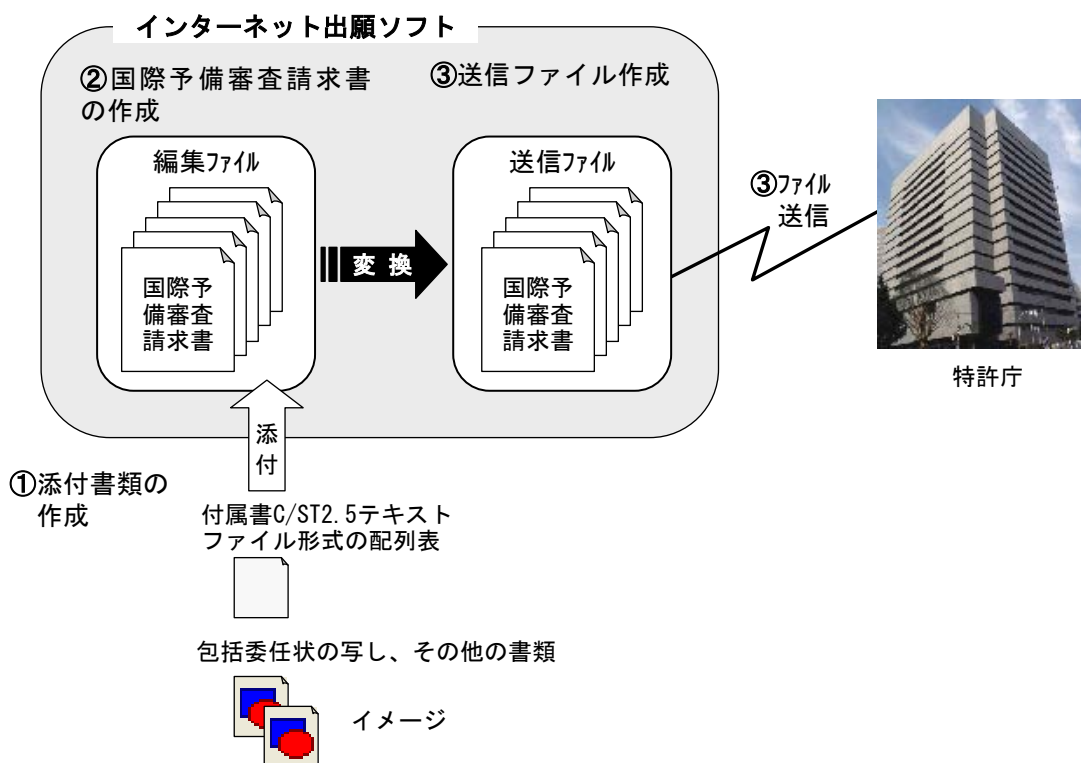 インターネット出願ソフト
②国際予備審査請求書
の作成
③送信ファイル作成
編集ﾌｧｲﾙ
送信ﾌｧｲﾙ
③ﾌｧｲﾙ
送信
国際予
備審査
請求書
変換
国際予
備審査
請求書
特許庁
添
付
①添付書類の
作成
付属書C/ST2.5テキスト
ファイル形式の配列表
包括委任状の写し、その他の書類
イメージ